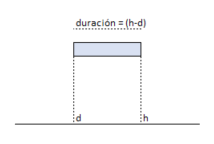 duración = (h-d)
d h